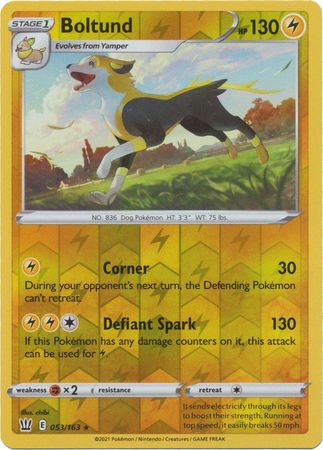 STAGE 1
Boltund
HP 130
Evolves from Yamper
NO. 836 Dog Pokémon HT: 3'3" WT: 75 lbs.
Corner 30
During your opponent's next turn, the Defending Pokémon
can't retreat.
Defiant Spark 130
If this Pokémon has any damage counters on it, this attack
can be used for
weakness ×2 resistance retreat
Illus. chibi
E 053/163 ★
It sends electricity through its
legs to boost their strength. Running at
top speed, it easily breaks 50 mph.
©2021 Pokémon / Nintendo / Creatures / GAME FREAK